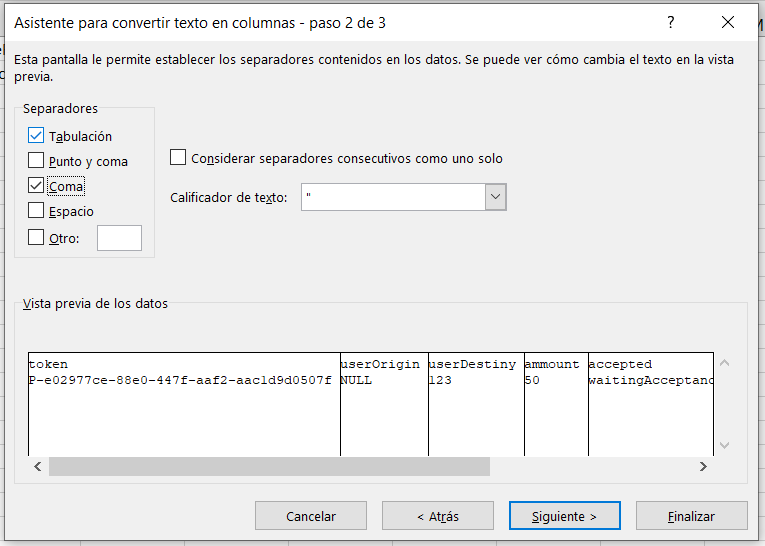 Asistente para convertir texto en columnas - paso 2 de 3
?
Esta pantalla le permite establecer los separadores contenidos en los datos. Se puede ver cómo cambia el texto en la vista
previa.
Separadores
Tabulación
Punto y coma
Coma
Espacio
Otro:
Considerar separadores consecutivos como uno solo
Calificador de texto: "
Vista previa de los datos
token userOrigin userDestiny ammount accepted
P-e02977ce-88e0-447f-aaf2-aac1d9d0507f NULL 123 50 waitingAcceptanc
Cancelar < Atrás Siguiente > Finalizar